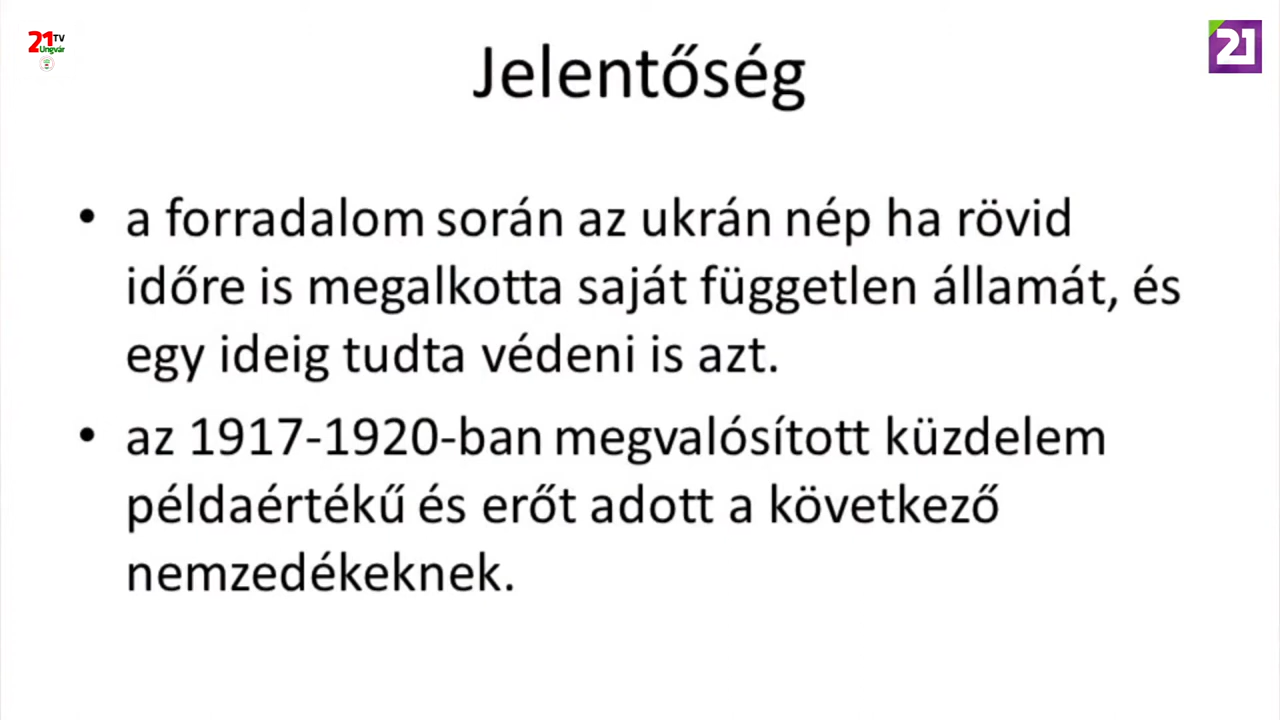 21 TV
Ungvár
21
Jelentőség
• a forradalom során az ukrán nép ha rövid
időre is megalkotta saját független államát, és
egy ideig tudta védeni is azt.
• az 1917-1920-ban megvalósított küzdelem
példaértékű és erőt adott a következő
nemzedékeknek.